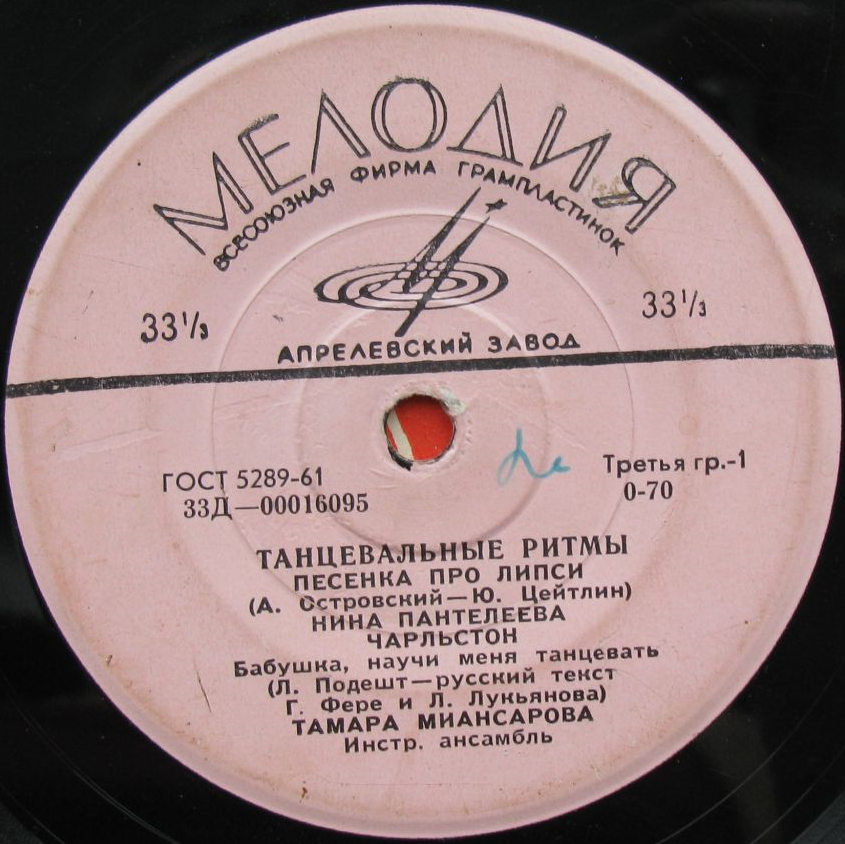 МЕЛОДИЯ
ВСЕСОЮЗНАЯ ФИРМА ГРАМПЛАСТИНОК
33⅓
33⅓
АПРЕЛЕВСКИЙ ЗАВОД
ГОСТ 5289-61
33Д—00016095
Третья гр.-1
0-70
ТАНЦЕВАЛЬНЫЕ РИТМЫ
ПЕСЕНКА ПРО ЛИПСИ
(А. Островский—Ю. Цейтлин)
НИНА ПАНТЕЛЕЕВА
ЧАРЛЬСТОН
Бабушка, научи меня танцевать
(Л. Подешт—русский текст
Г. Фере и Л. Лукьянова)
ТАМАРА МИАНСАРОВА
Инстр. ансамбль